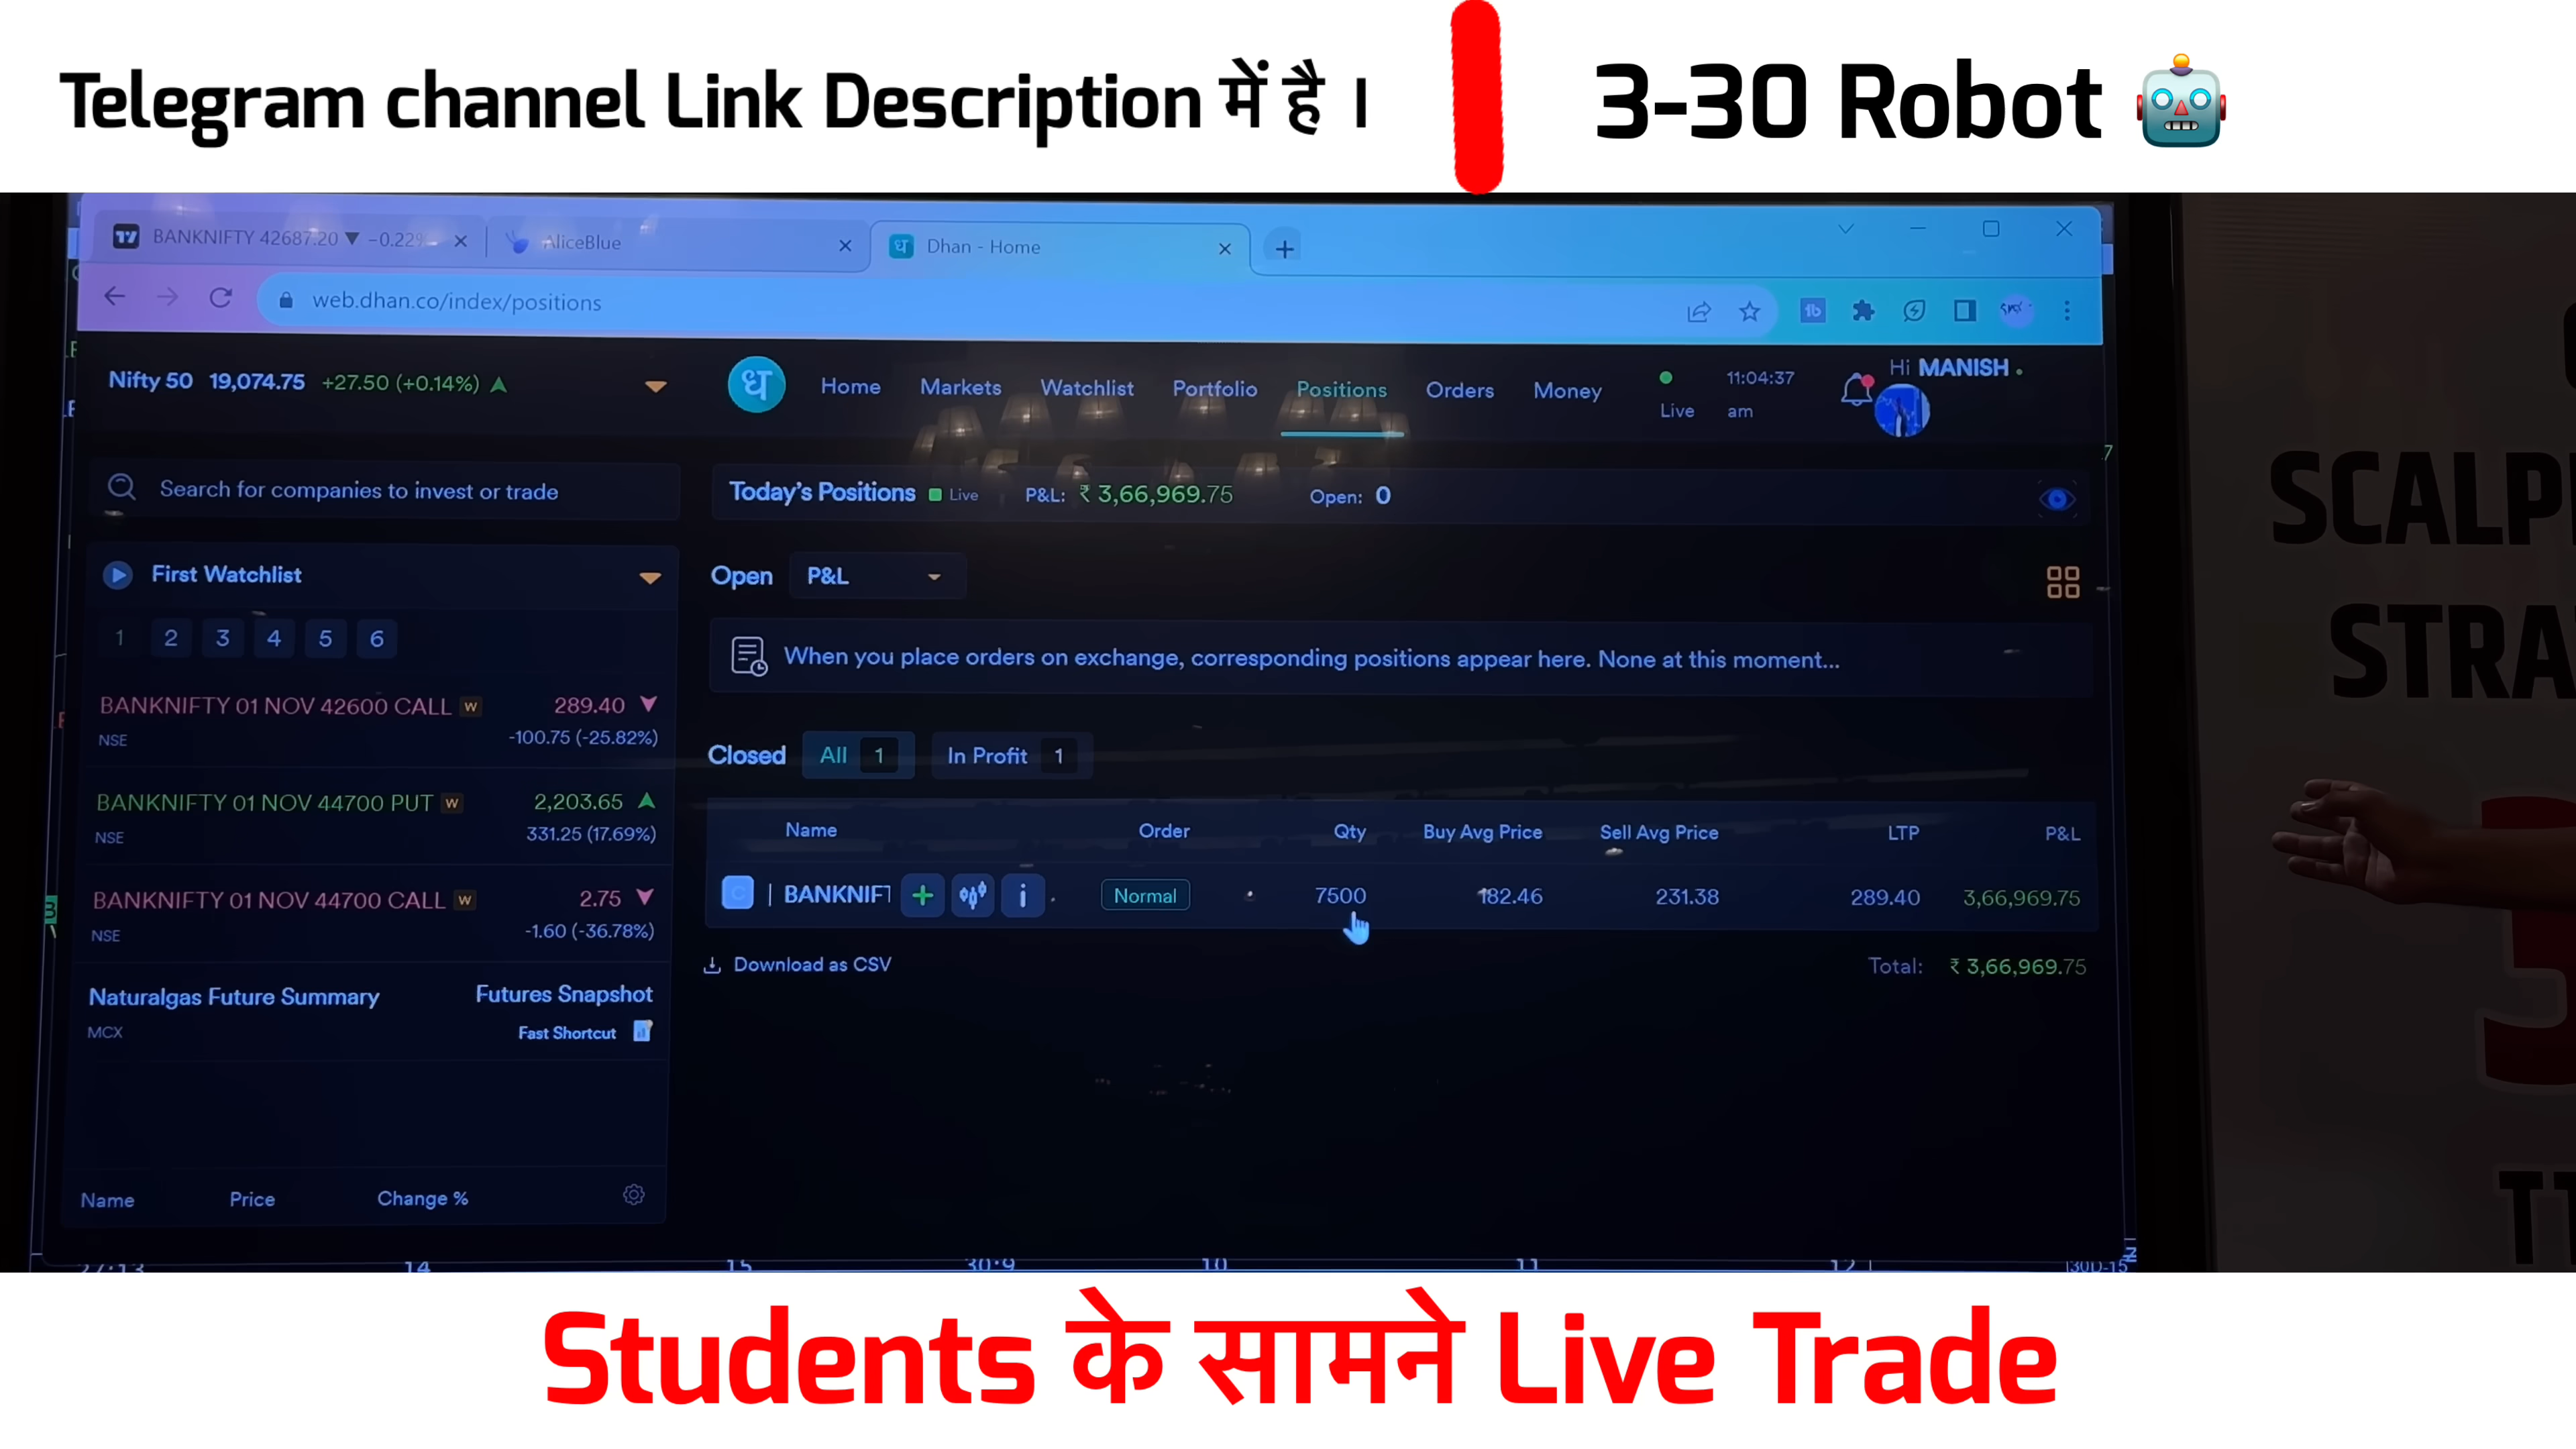 Telegram channel Link Description में है ।
3-30 Robot
BANKNIFTY 42687.20 ▼ −0.22%
AliceBlue
Dhan - Home
web.dhan.co/index/positions
Nifty 50 19,074.75 +27.50 (+0.14%)
ध
Home Markets Watchlist Portfolio Positions Orders Money
Live
11:04:37 am
Hi MANISH
Search for companies to invest or trade
Today's Positions Live P&L: ₹ 3,66,969.75 Open: 0
First Watchlist
1 2 3 4 5 6
BANKNIFTY 01 NOV 42600 CALL W 289.40
NSE -100.75 (-25.82%)
BANKNIFTY 01 NOV 44700 PUT W 2,203.65
NSE 331.25 (17.69%)
BANKNIFTY 01 NOV 44700 CALL W 2.75
NSE -1.60 (-36.78%)
Naturalgas Future Summary Futures Snapshot
MCX Fast Shortcut
Name Price Change %
Open P&L
When you place orders on exchange, corresponding positions appear here. None at this moment...
Closed All 1 In Profit 1
Name Order Qty Buy Avg Price Sell Avg Price LTP P&L
BANKNIFT Normal 7500 182.46 231.38 289.40 3,66,969.75
Download as CSV
Total: ₹ 3,66,969.75
SCALP
STRA
Students के सामने Live Trade